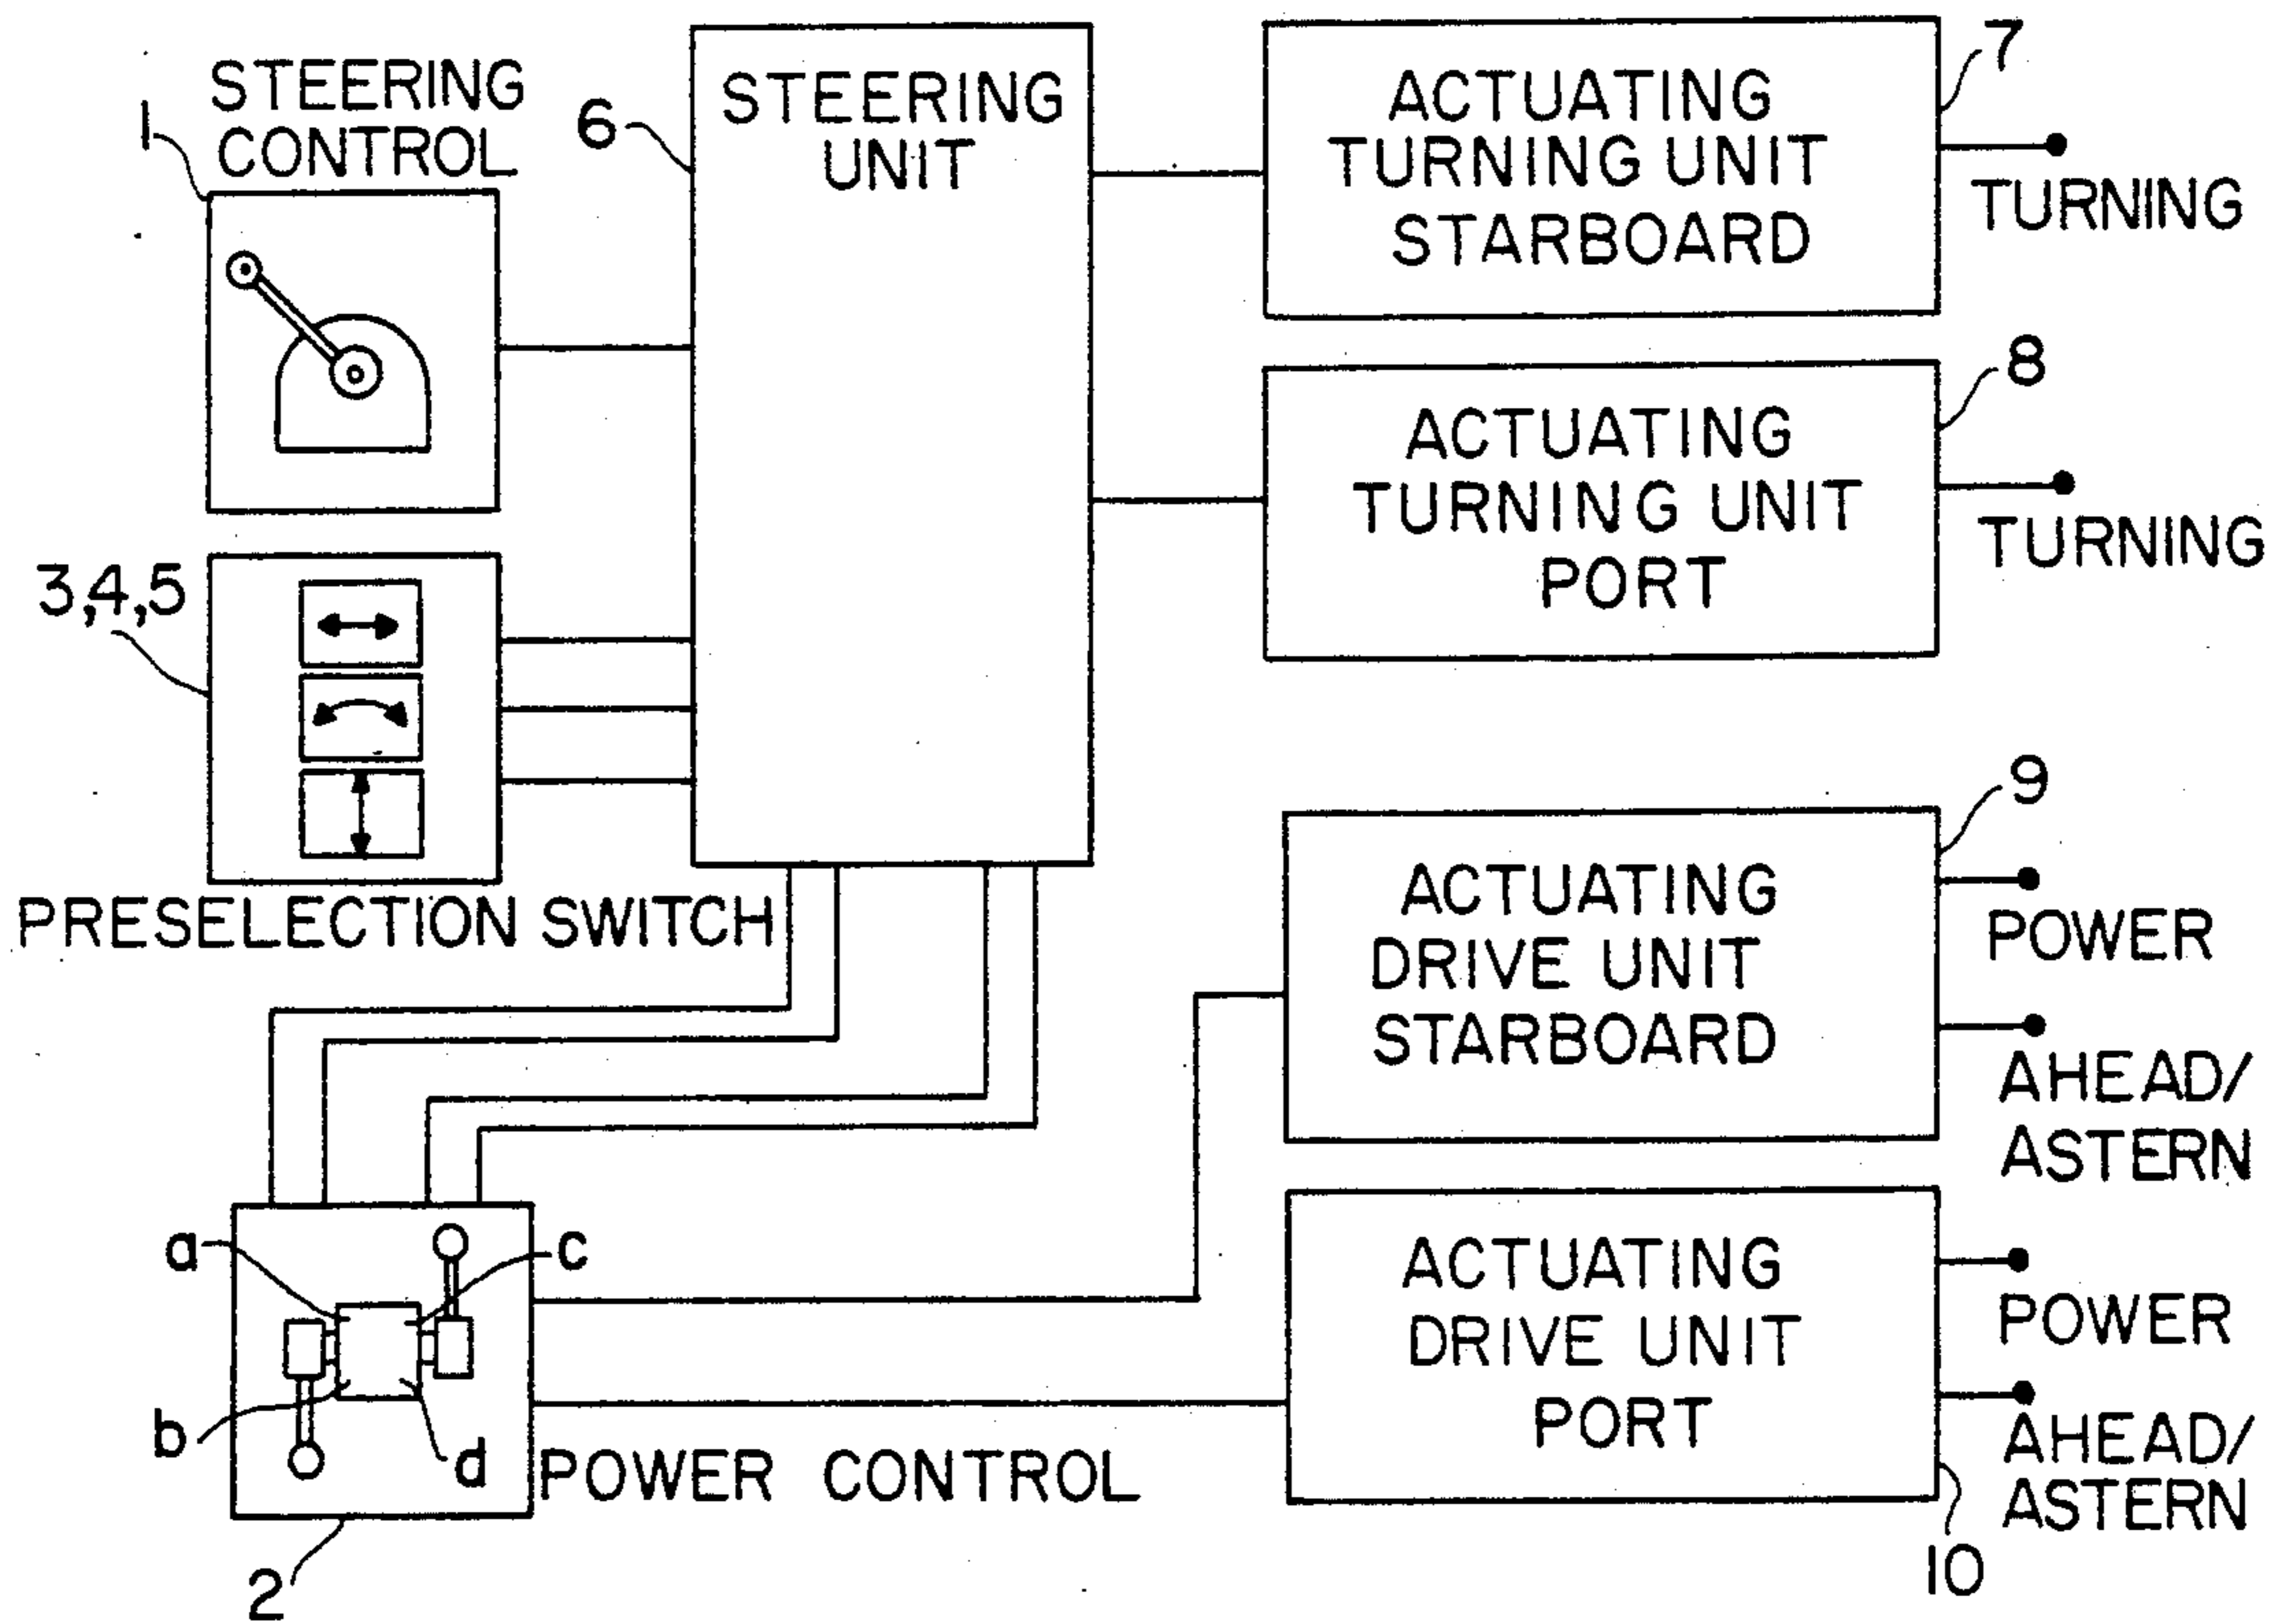 STEERING
CONTROL
1
6
STEERING
UNIT
ACTUATING
TURNING UNIT
STARBOARD
7
TURNING
ACTUATING
TURNING UNIT
PORT
8
TURNING
3,4,5
PRESELECTION SWITCH
ACTUATING
DRIVE UNIT
STARBOARD
9
POWER
AHEAD/
ASTERN
a
c
b
d
POWER CONTROL
2
ACTUATING
DRIVE UNIT
PORT
POWER
AHEAD/
ASTERN
10